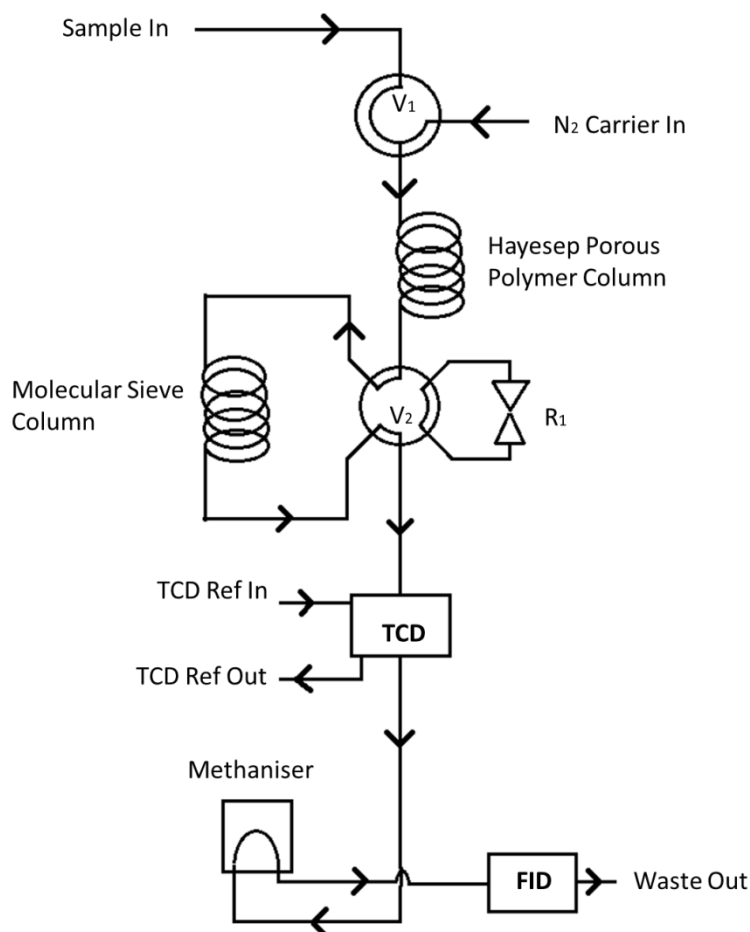 Sample In
V1
N2 Carrier In
Hayesep Porous
Polymer Column
Molecular Sieve
Column
V2
R1
TCD Ref In
TCD
TCD Ref Out
Methaniser
FID
Waste Out